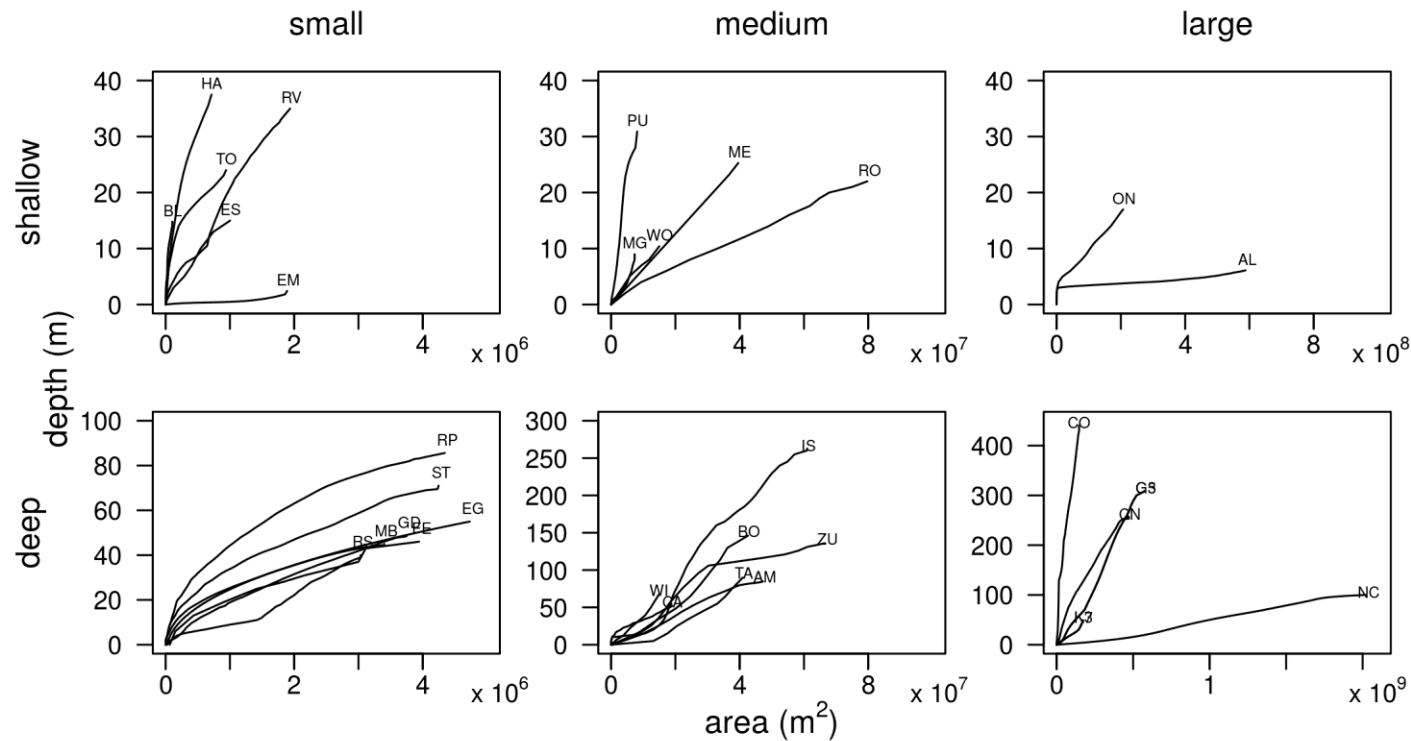 small medium large
shallow
deep
depth (m)
40
30
20
10
0
HA
RV
TO
BL
ES
EM
0 2 4 x 10^6
40
30
20
10
0
PU
ME
RO
WO
MG
0 4 8 x 10^7
40
30
20
10
0
ON
AL
0 4 8 x 10^8
100
80
60
40
20
0
RP
ST
EG
GD
MB
RS
0 2 4 x 10^6
300
250
200
150
100
50
0
IS
BO
ZU
TA
AM
WI
CA
0 4 8 x 10^7
400
300
200
100
0
CO
NC
0 1 x 10^9
area (m^2)